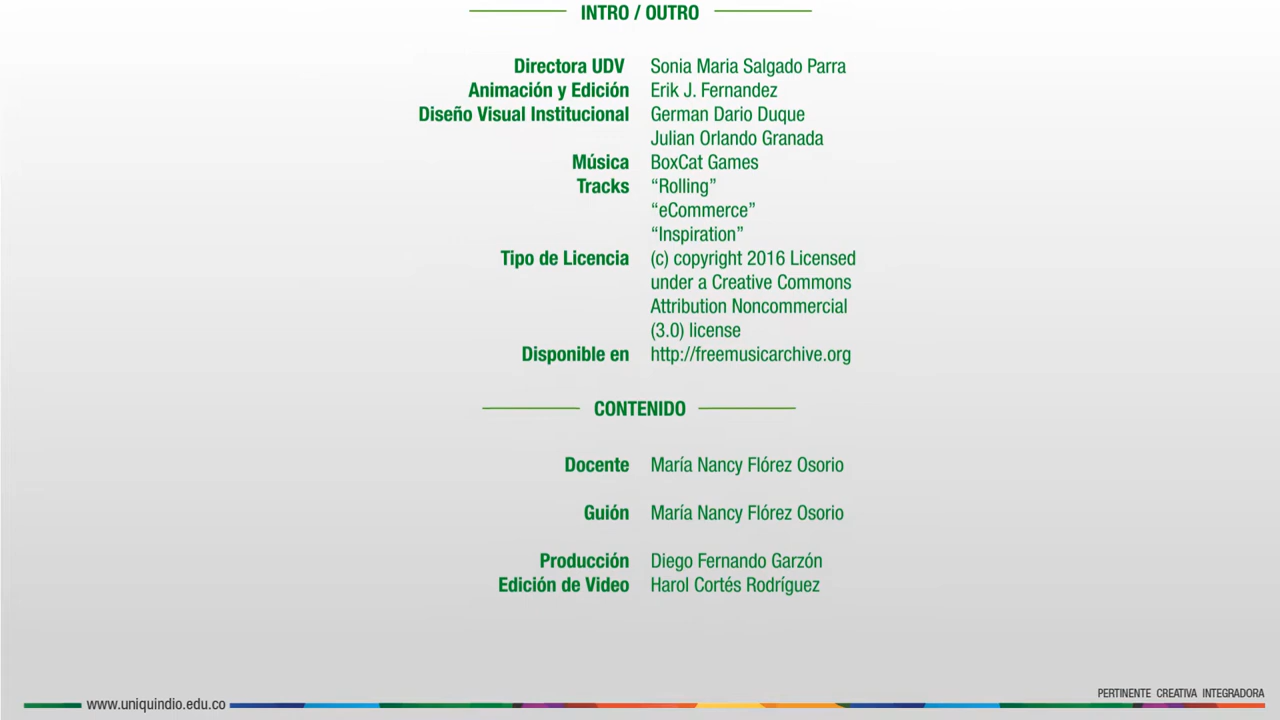 INTRO / OUTRO
Directora UDV Sonia Maria Salgado Parra
Animación y Edición Erik J. Fernandez
Diseño Visual Institucional German Dario Duque
Julian Orlando Granada
Música BoxCat Games
Tracks “Rolling”
“eCommerce”
“Inspiration”
Tipo de Licencia (c) copyright 2016 Licensed
under a Creative Commons
Attribution Noncommercial
(3.0) license
Disponible en http://freemusicarchive.org
CONTENIDO
Docente María Nancy Flórez Osorio
Guión María Nancy Flórez Osorio
Producción Diego Fernando Garzón
Edición de Video Harol Cortés Rodríguez
PERTINENTE CREATIVA INTEGRADORA
www.uniquindio.edu.co